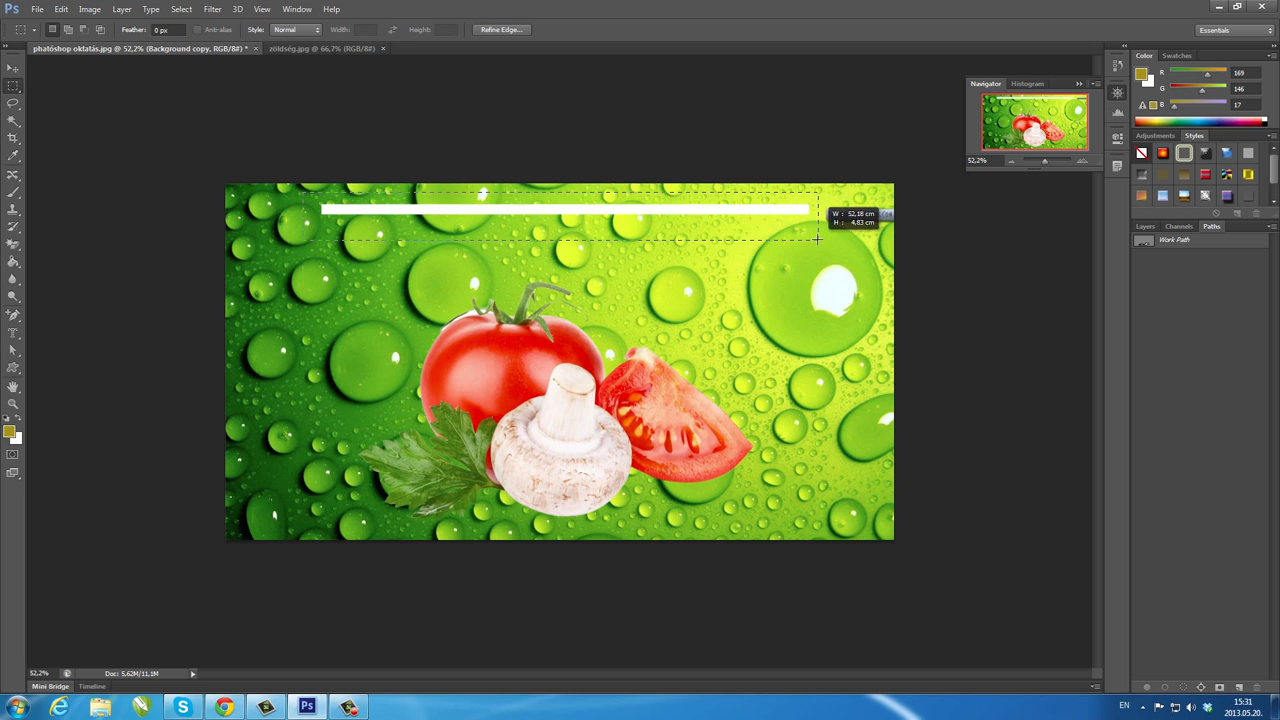 Ps File Edit Image Layer Type Select Filter 3D View Window Help
Feather: 0 px Anti-alias Style: Normal Width: Height: Refine Edge... Essentials
photóshop oktatás.jpg @ 52,2% (Background copy, RGB/8#) * × zöldség.jpg @ 66,7% (RGB/8#) ×
Color Swatches
R 169
G 146
B 17
Navigator Histogram
52,2%
Adjustments Styles
W : 52,18 cm
H : 4,83 cm
Layers Channels Paths
Work Path
52,2% Doc: 5,62M/11,1M
Mini Bridge Timeline
EN 15:31
2013.05.20.